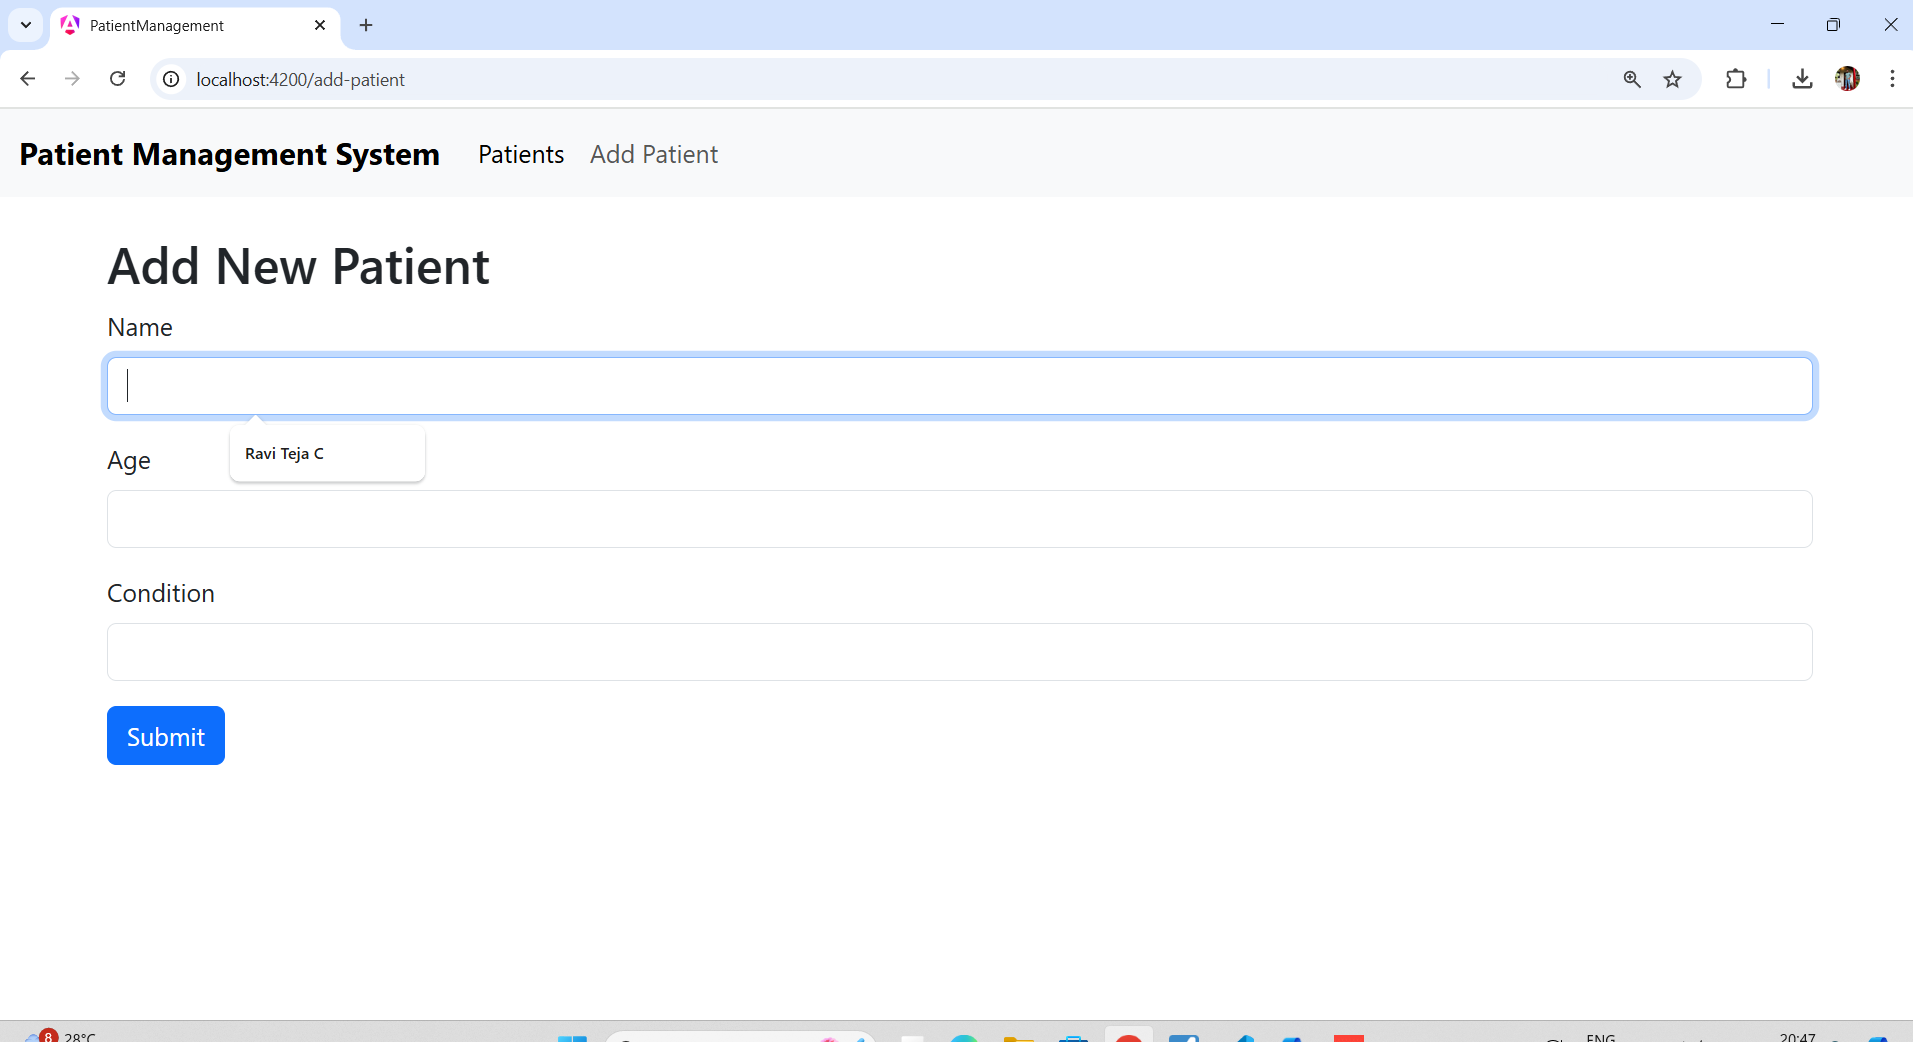 PatientManagement
localhost:4200/add-patient
Patient Management System Patients Add Patient
Add New Patient
Name
Ravi Teja C
Age
Condition
Submit
8 28°C
ENG
20:47